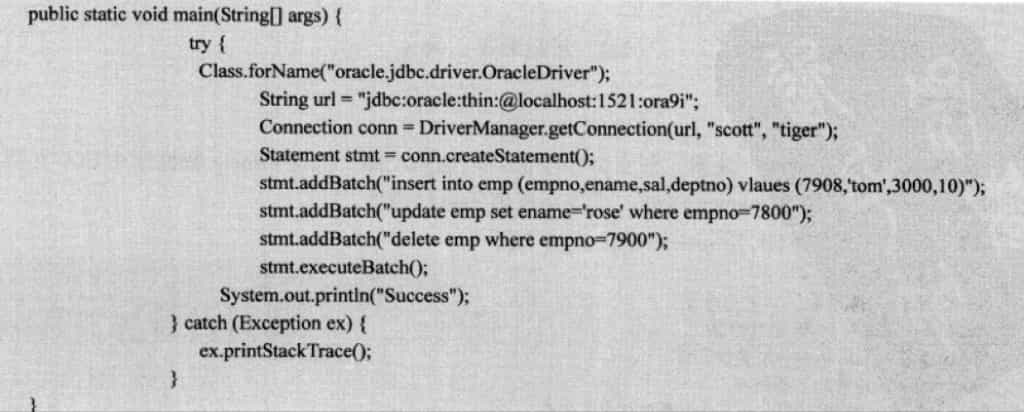 public static void main(String[] args) {
try {
Class.forName("oracle.jdbc.driver.OracleDriver");
String url = "jdbc:oracle:thin:@localhost:1521:ora9i";
Connection conn = DriverManager.getConnection(url, "scott", "tiger");
Statement stmt = conn.createStatement();
stmt.addBatch("insert into emp (empno,ename,sal,deptno) vlaues (7908,'tom',3000,10)");
stmt.addBatch("update emp set ename='rose' where empno=7800");
stmt.addBatch("delete emp where empno=7900");
stmt.executeBatch();
System.out.println("Success");
} catch (Exception ex) {
ex.printStackTrace();
}
}